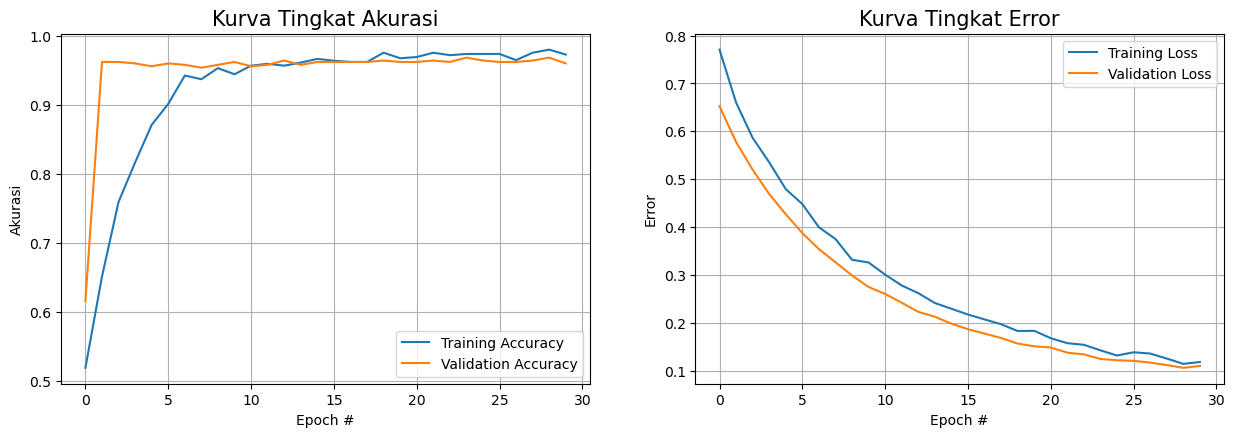 Kurva Tingkat Akurasi
1.0
0.9
0.8
0.7
0.6
0.5
Akurasi
0 5 10 15 20 25 30
Epoch #
Training Accuracy
Validation Accuracy
Kurva Tingkat Error
0.8
0.7
0.6
0.5
0.4
0.3
0.2
0.1
Error
0 5 10 15 20 25 30
Epoch #
Training Loss
Validation Loss